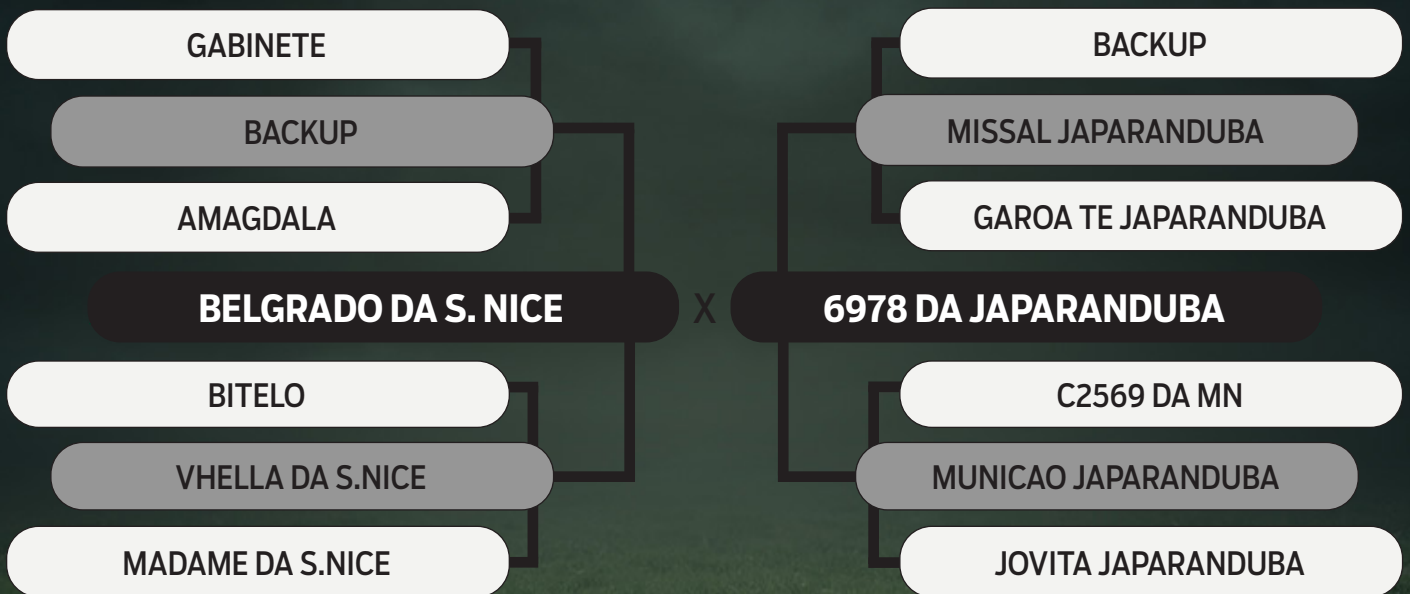 GABINETE
BACKUP
AMAGDALA
BELGRADO DA S. NICE
BITELO
VHELLA DA S.NICE
MADAME DA S.NICE
X
BACKUP
MISSAL JAPARANDUBA
GAROA TE JAPARANDUBA
6978 DA JAPARANDUBA
C2569 DA MN
MUNICAO JAPARANDUBA
JOVITA JAPARANDUBA